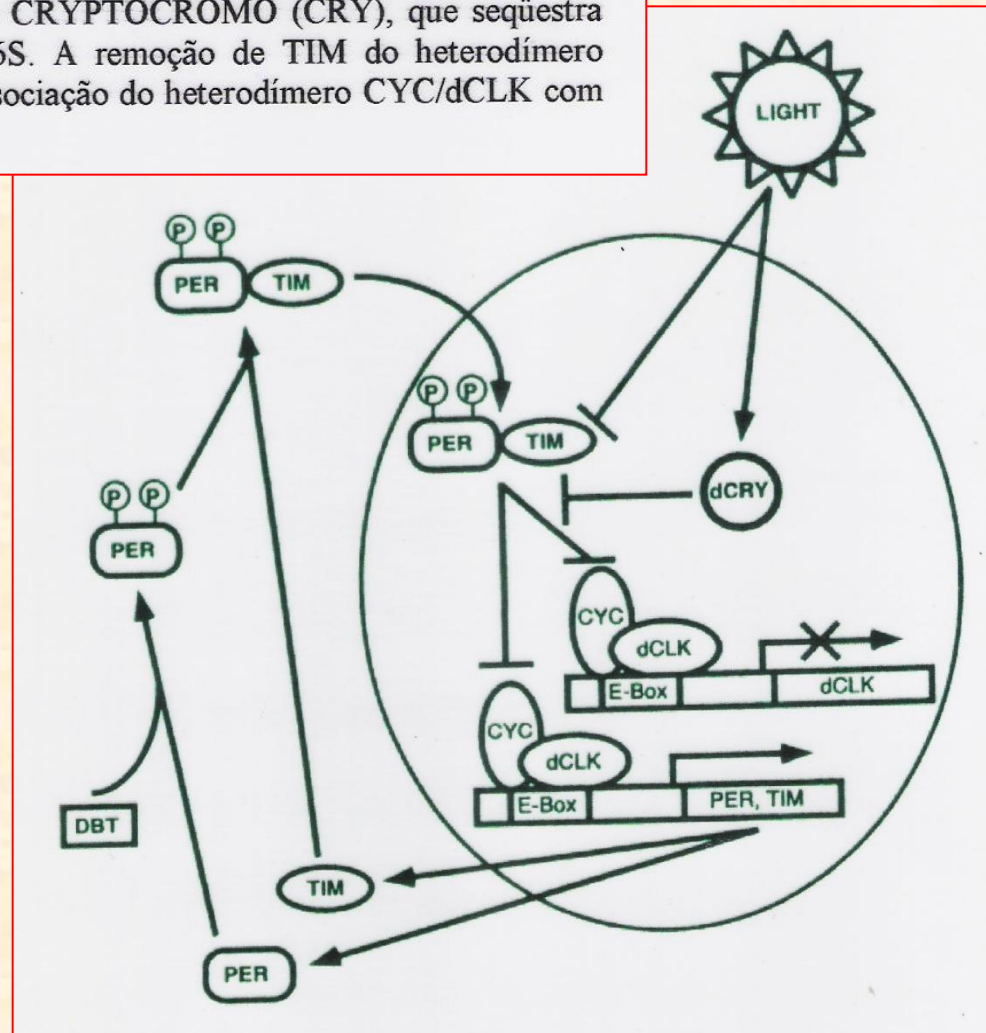 CRYPTOCROMO (CRY), que seqüestra
6S. A remoção de TIM do heterodímero
sociação do heterodímero CYC/dCLK com
LIGHT
P P
PER TIM
P P
PER TIM
dCRY
P P
PER
CYC
dCLK
E-Box dCLK
CYC
dCLK
E-Box PER, TIM
DBT
TIM
PER